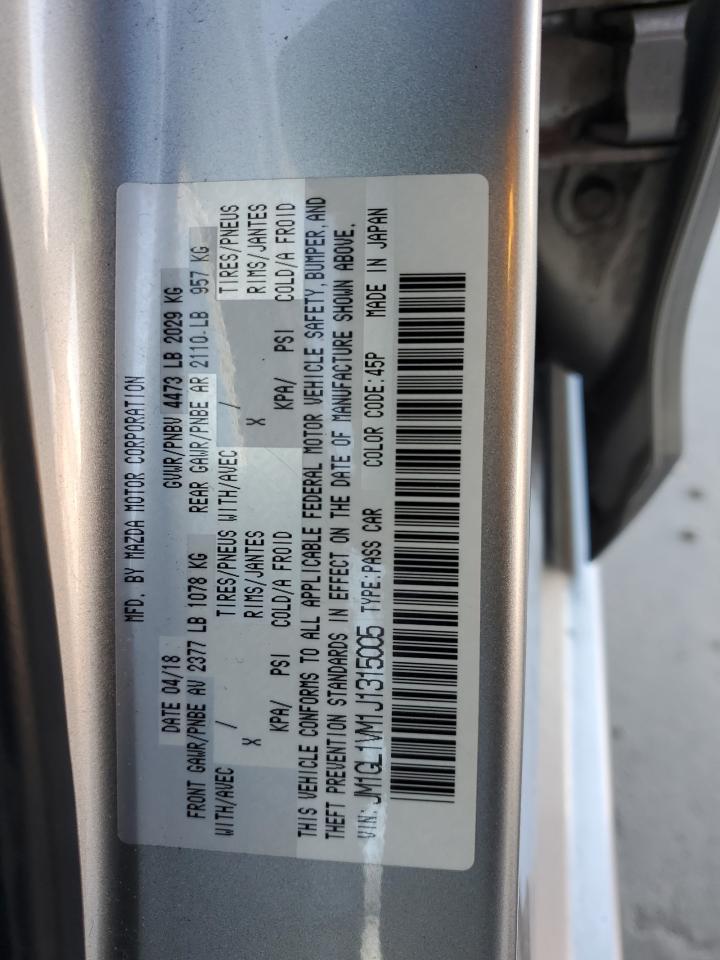 MFD. BY MAZDA MOTOR CORPORATION
DATE 04/18 GVWR/PNBV 4473 LB 2029 KG
FRONT GAWR/PNBE AV 2377 LB 1078 KG REAR GAWR/PNBE AR 2110 LB 957 KG
WITH/AVEC / TIRES/PNEUS WITH/AVEC / TIRES/PNEUS
X RIMS/JANTES X RIMS/JANTES
KPA/ PSI COLD/A FROID KPA/ PSI COLD/A FROID
THIS VEHICLE CONFORMS TO ALL APPLICABLE FEDERAL MOTOR VEHICLE SAFETY, BUMPER, AND
THEFT PREVENTION STANDARDS IN EFFECT ON THE DATE OF MANUFACTURE SHOWN ABOVE.
VIN: JM1GL1VM1J1315005 TYPE:PASS CAR COLOR CODE:45P MADE IN JAPAN